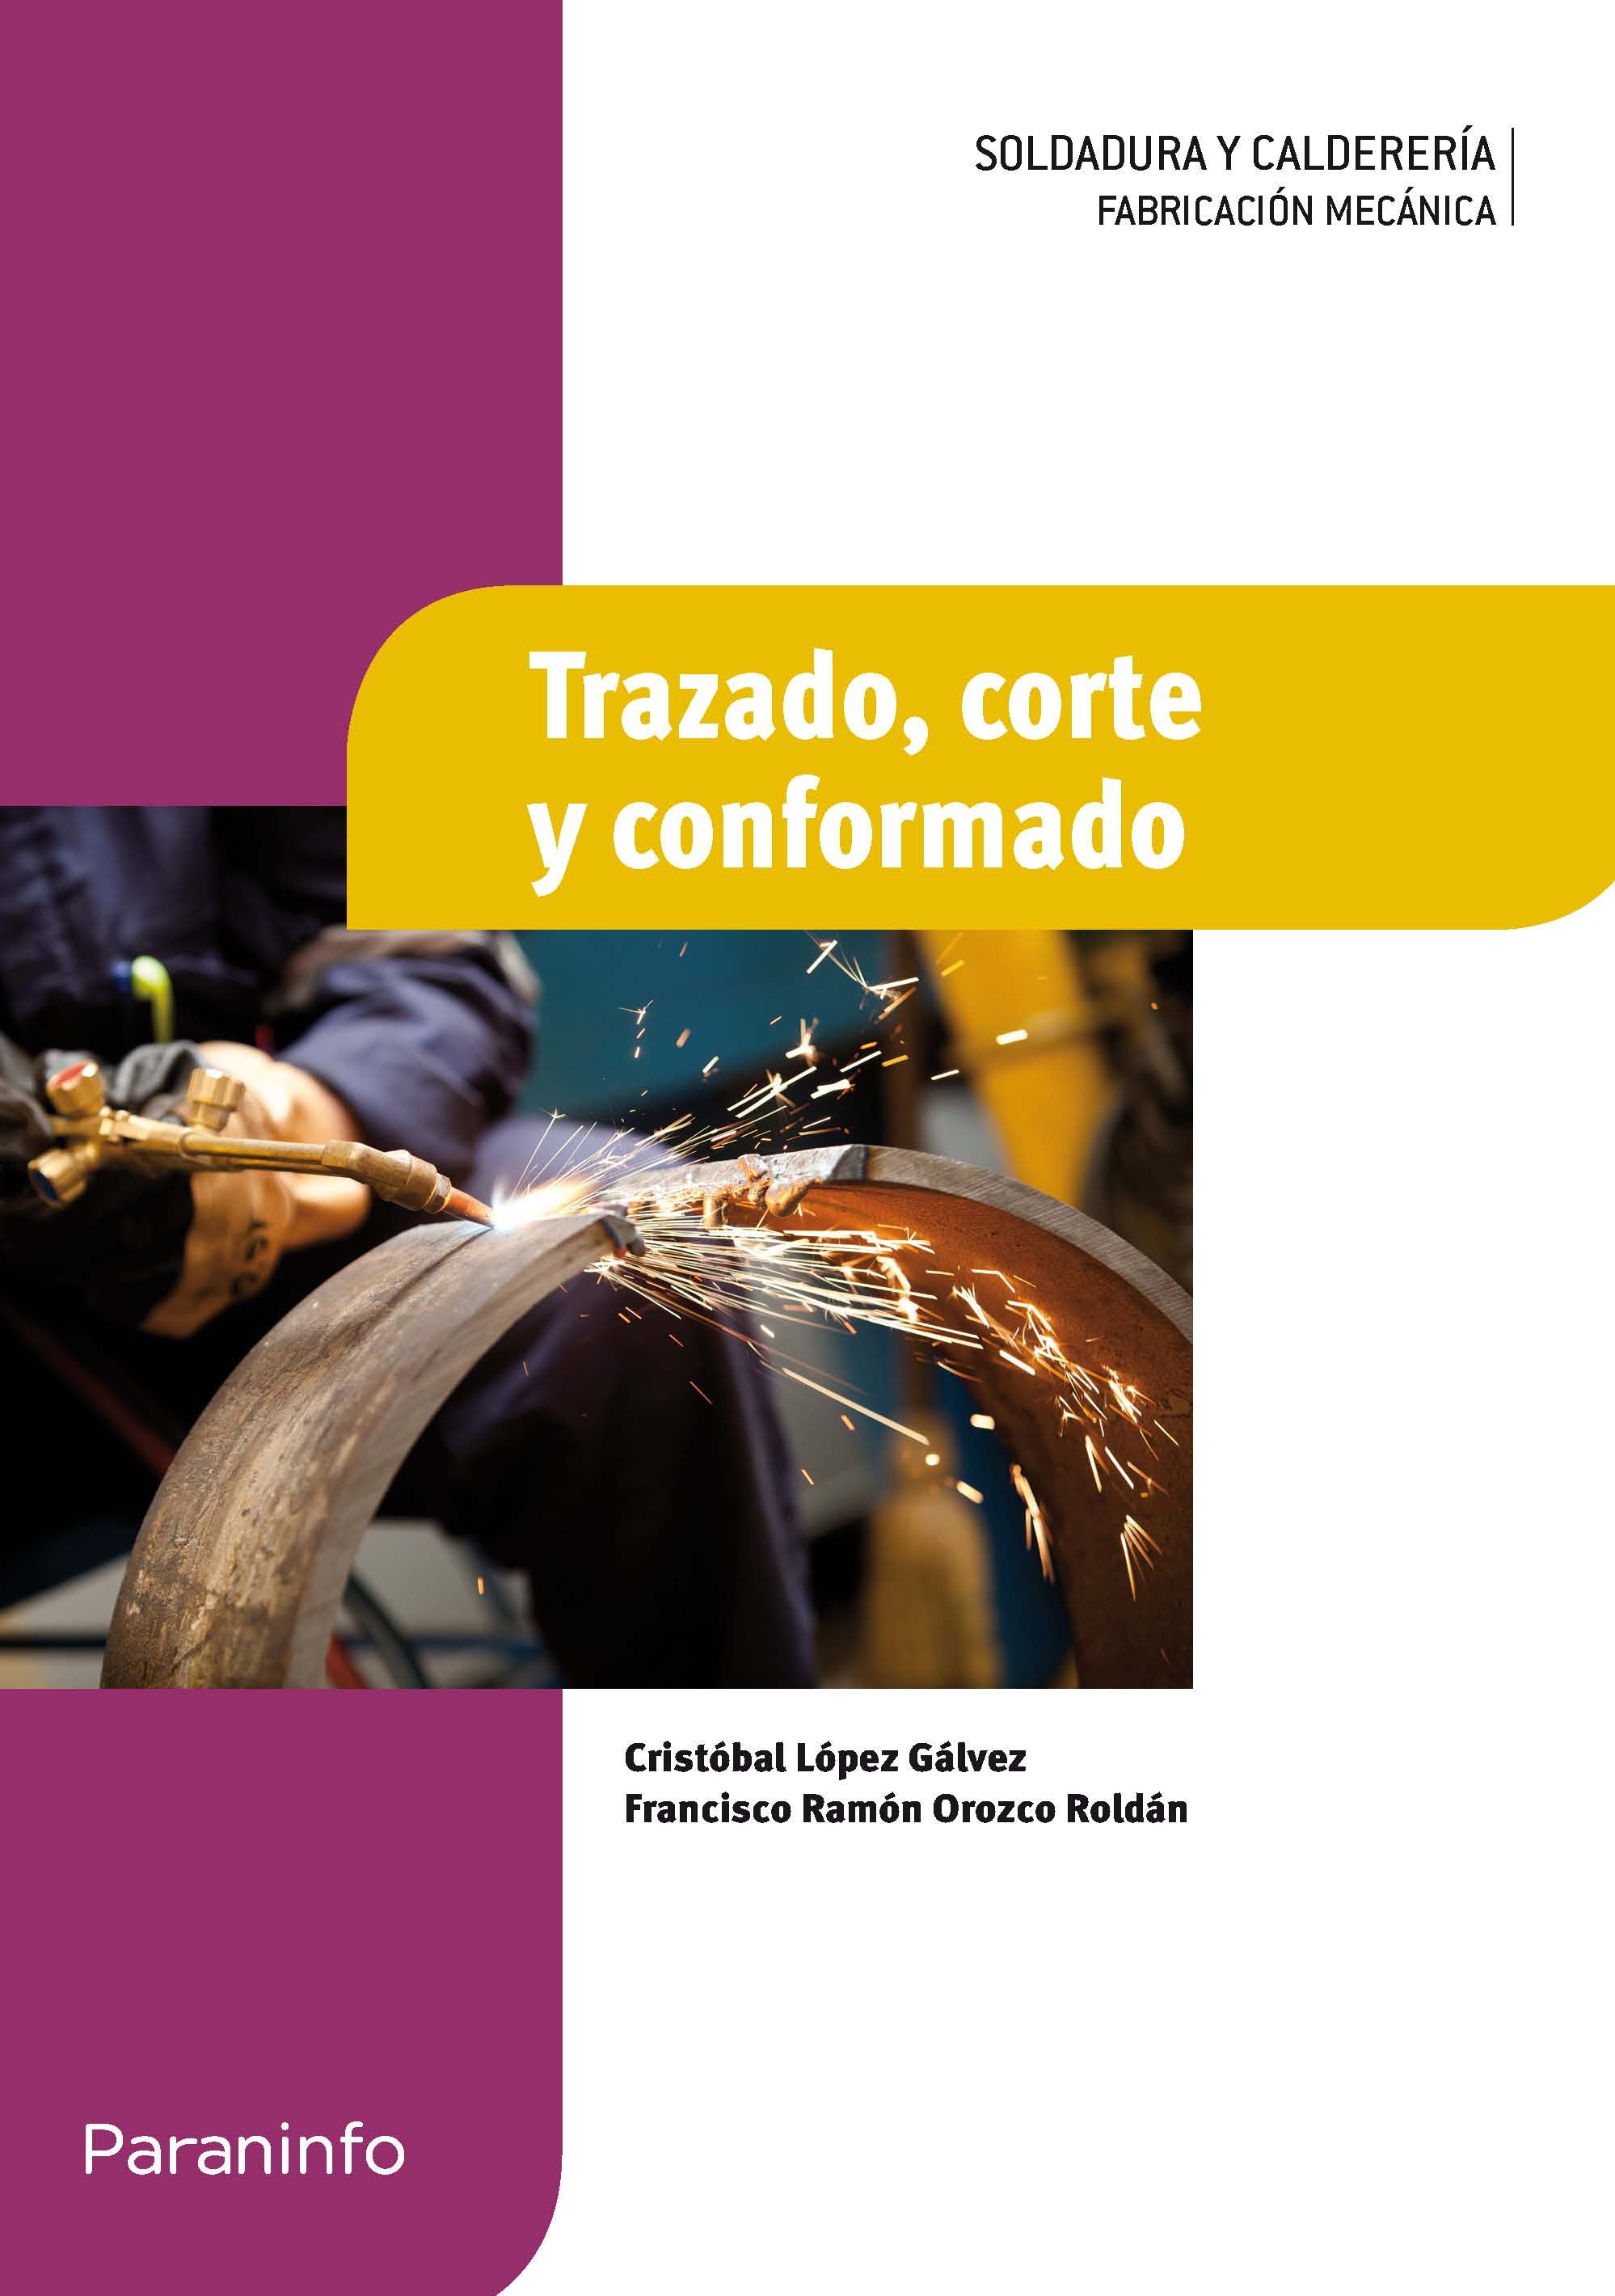 SOLDADURA Y CALDERERÍA
FABRICACIÓN MECÁNICA
Trazado, corte
y conformado
Cristóbal López Gálvez
Francisco Ramón Orozco Roldán
Paraninfo